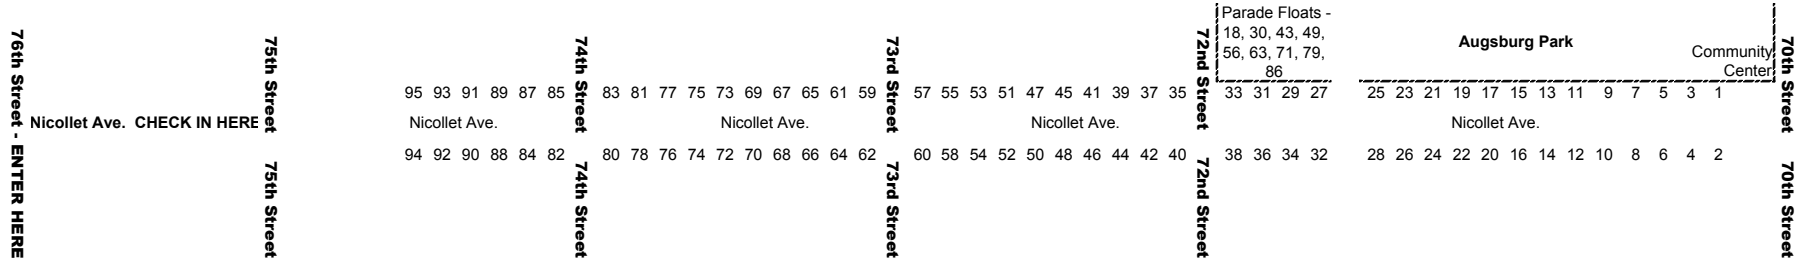 Parade Floats -
18, 30, 43, 49,
56, 63, 71, 79,
86
Augsburg Park
Community
Center
76th Street - ENTER HERE
75th Street
74th Street
73rd Street
72nd Street
70th Street
95 93 91 89 87 85 83 81 77 75 73 69 67 65 61 59 57 55 53 51 47 45 41 39 37 35 33 31 29 27 25 23 21 19 17 15 13 11 9 7 5 3 1
Nicollet Ave. CHECK IN HERE Nicollet Ave. Nicollet Ave. Nicollet Ave. Nicollet Ave.
94 92 90 88 84 82 80 78 76 74 72 70 68 66 64 62 60 58 54 52 50 48 46 44 42 40 38 36 34 32 28 26 24 22 20 16 14 12 10 8 6 4 2
75th Street
74th Street
73rd Street
72nd Street
70th Street